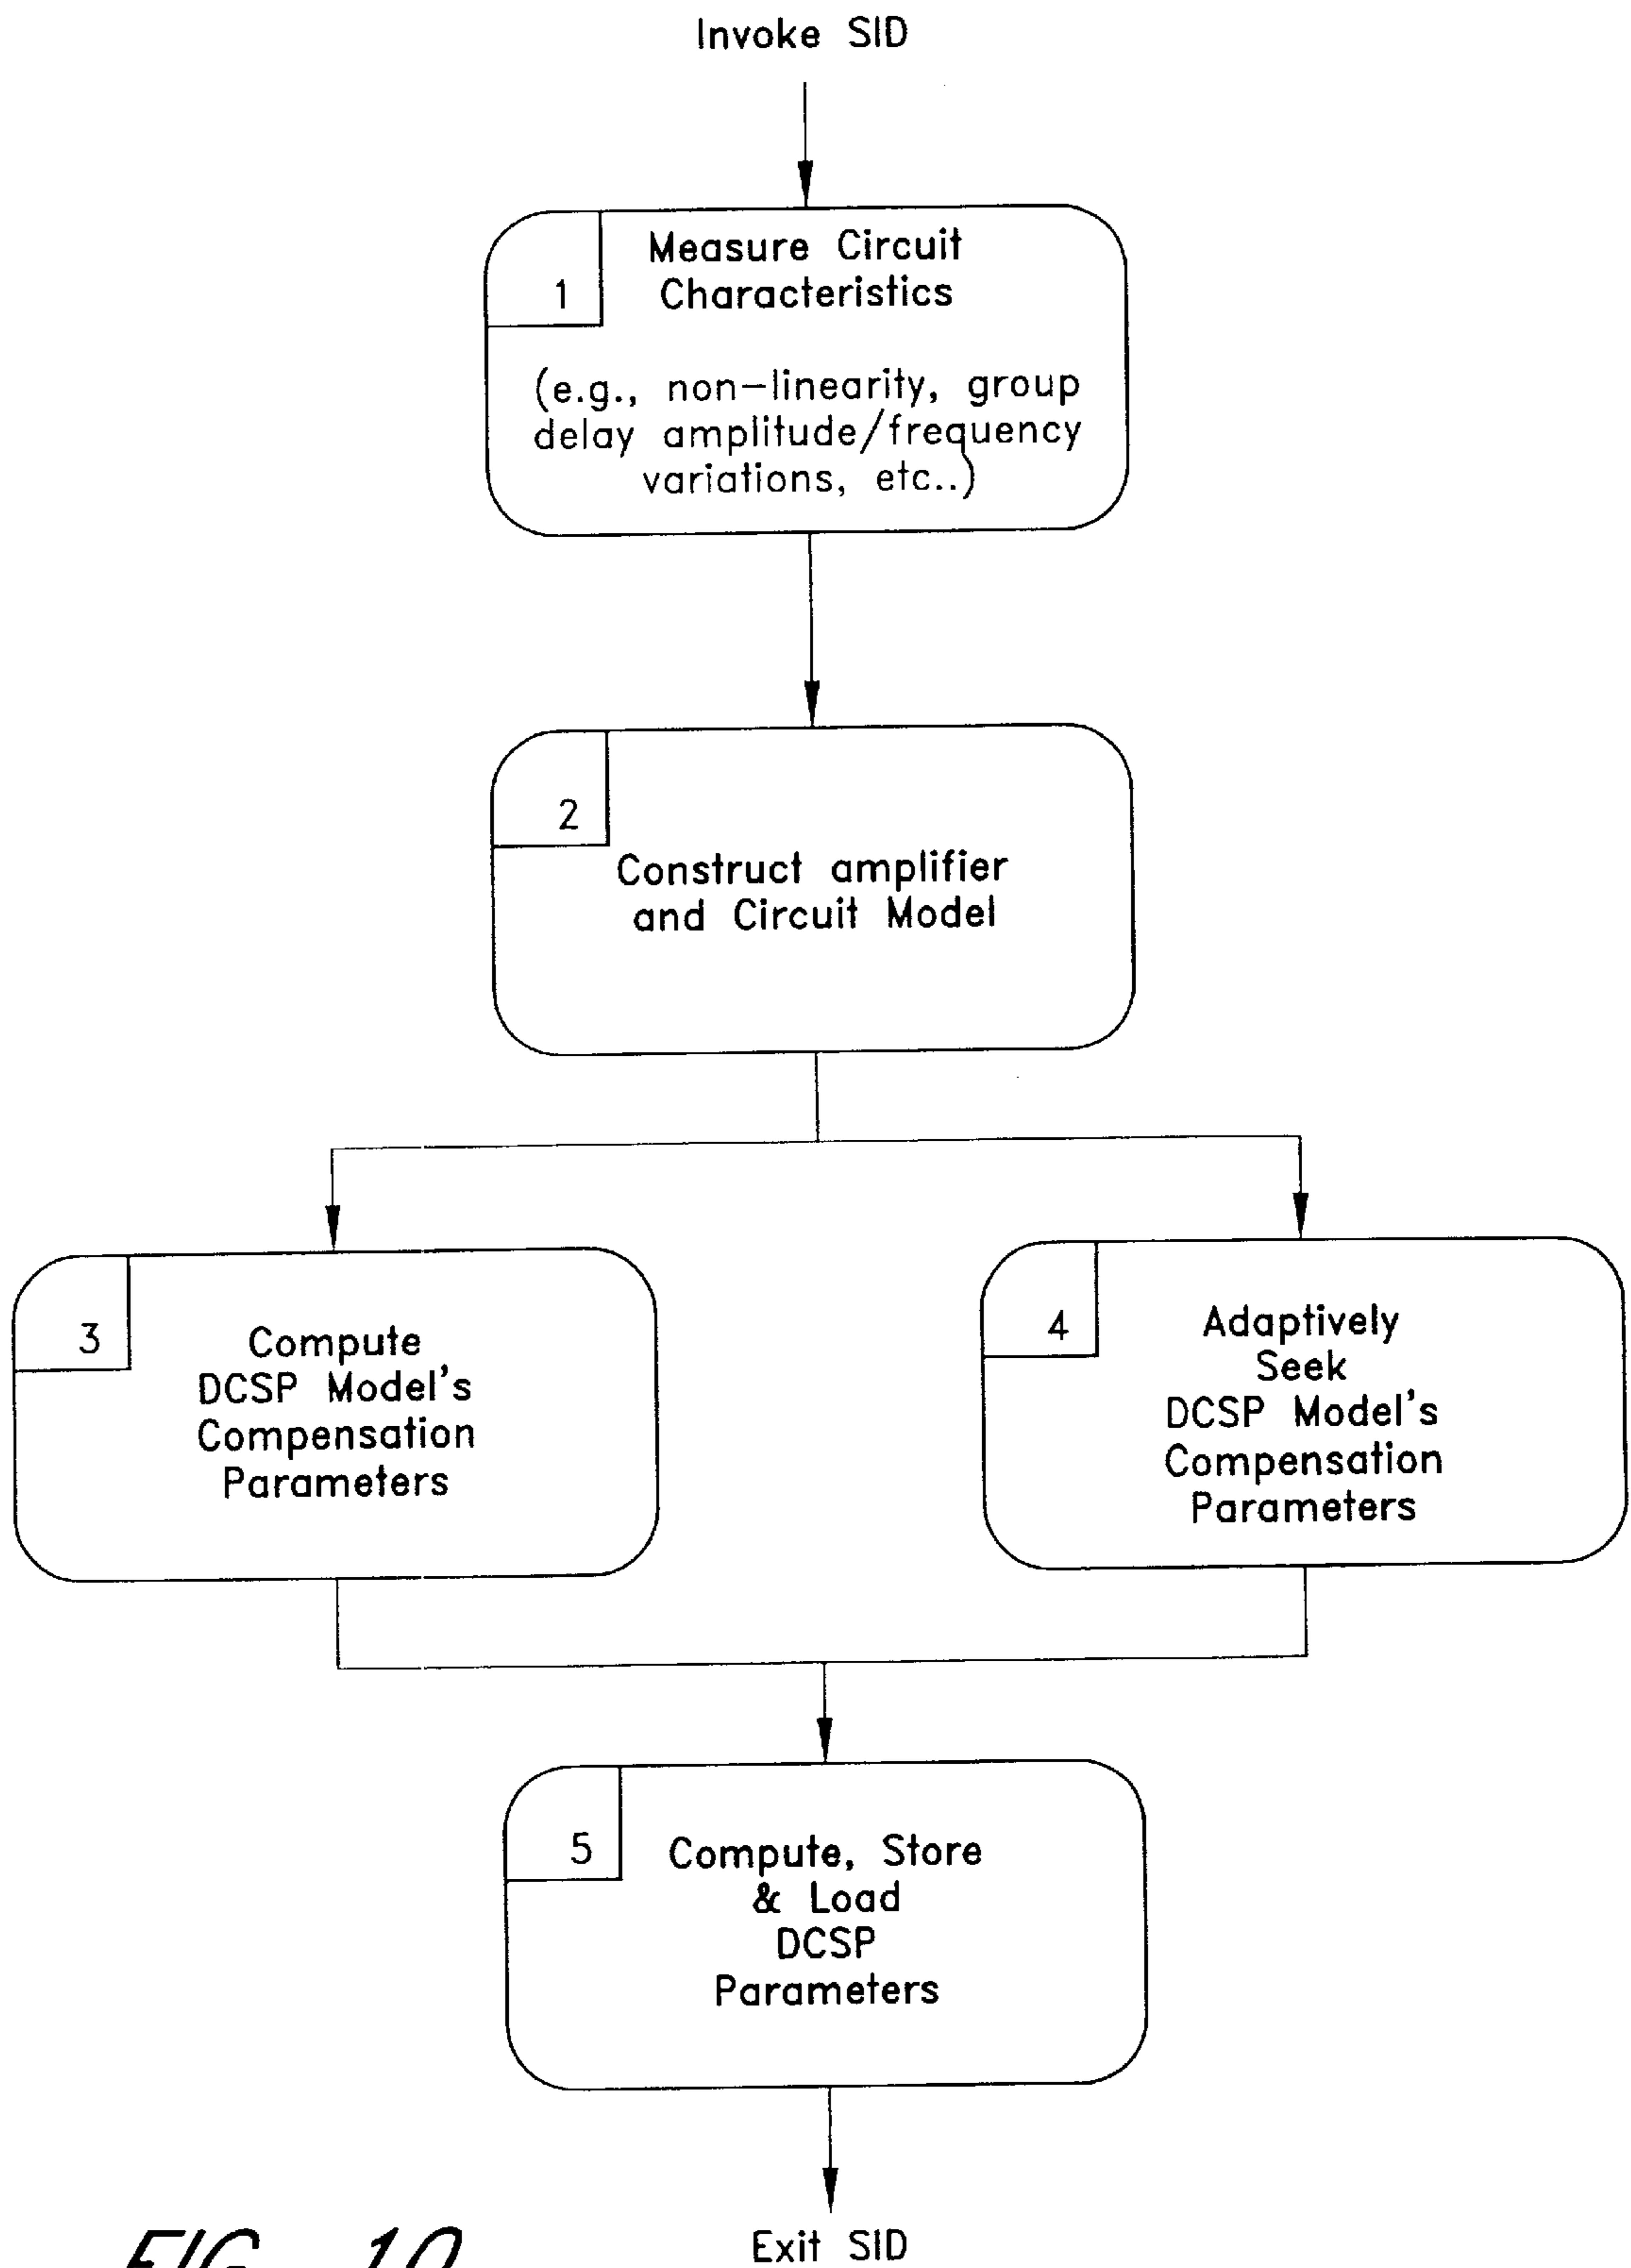 Invoke SID
1
Measure Circuit
Characteristics
(e.g., non-linearity, group
delay amplitude/frequency
variations, etc..)
2
Construct amplifier
and Circuit Model
3
Compute
DCSP Model's
Compensation
Parameters
4
Adaptively
Seek
DCSP Model's
Compensation
Parameters
5
Compute, Store
& Load
DCSP
Parameters
Exit SID
FIG. 10